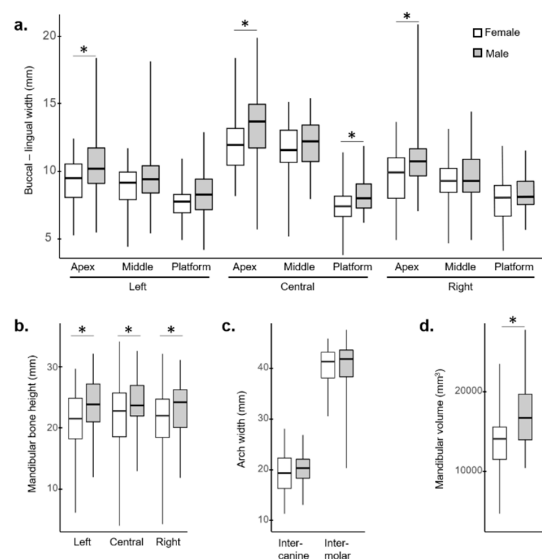 a.
*
*
*
*
Female
Male
Buccal – lingual width (mm)
20
15
10
5
Apex Middle Platform Apex Middle Platform Apex Middle Platform
Left Central Right
b.
* * *
Mandibular bone height (mm)
30
20
10
Left Central Right
c.
Arch width (mm)
40
20
10
Inter- Inter-
canine molar
d.
*
Mandibular volume (mm³)
20000
10000